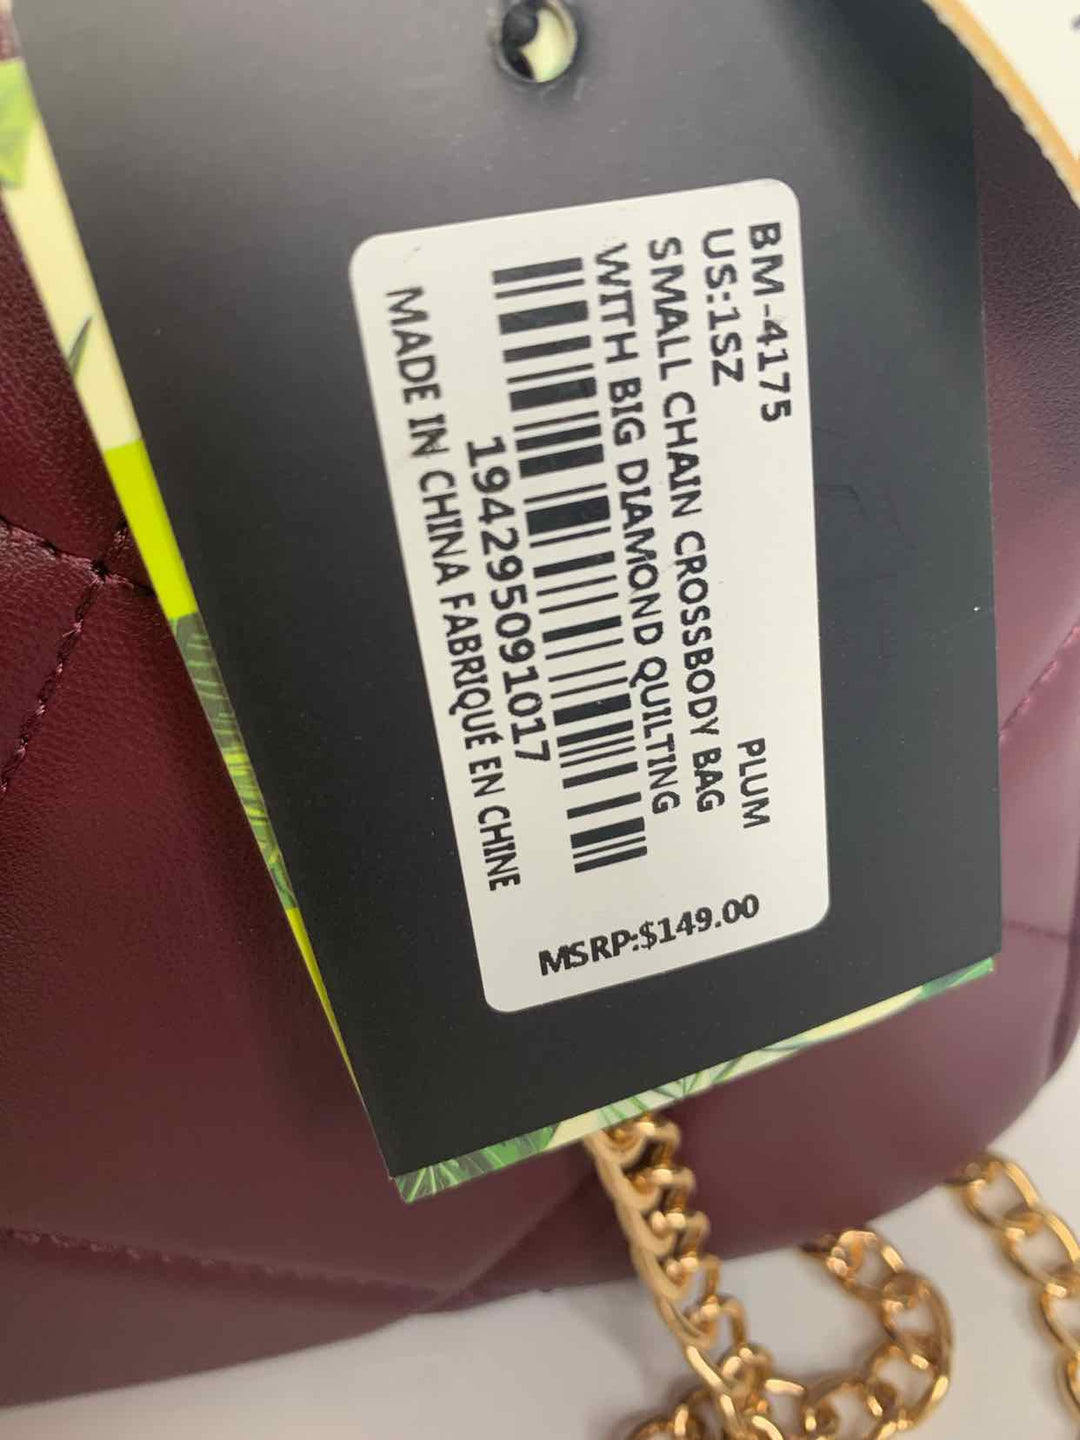 BM-4175
US:1SZ PLUM
SMALL CHAIN CROSSBODY BAG
WITH BIG DIAMOND QUILTING
194295091017
MADE IN CHINA FABRIQUÉ EN CHINE
MSRP:$149.00